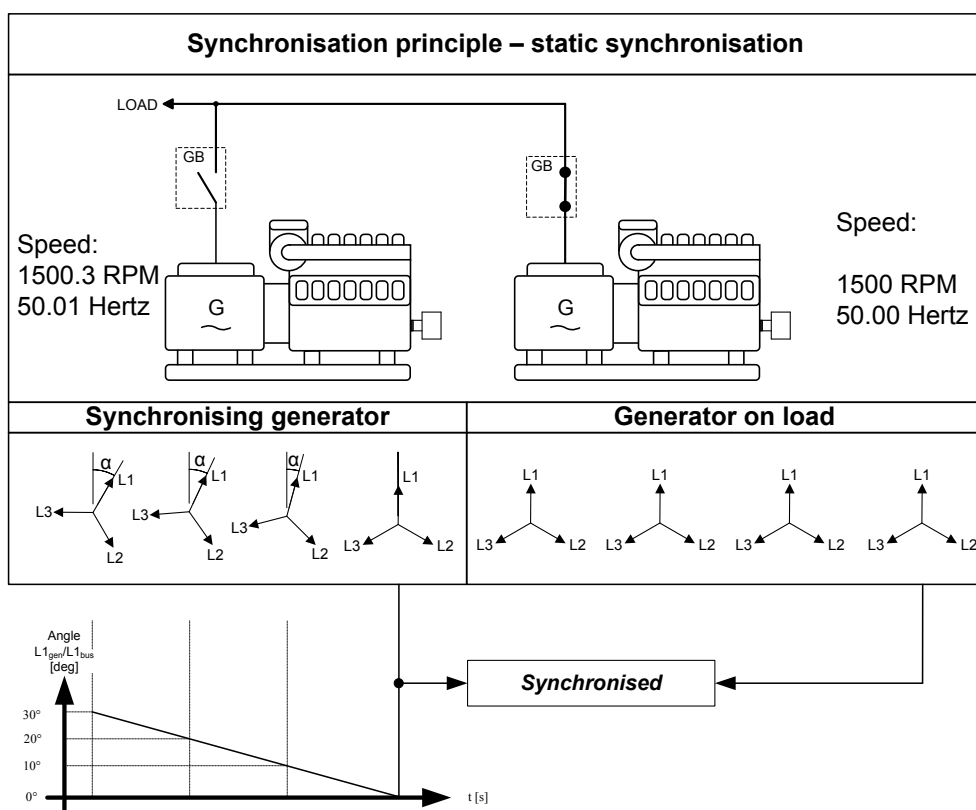 Synchronisation principle – static synchronisation
LOAD
GB
GB
Speed:
1500.3 RPM
50.01 Hertz
G
G
Speed:
1500 RPM
50.00 Hertz
Synchronising generator
Generator on load
α
L1
L3
L2
α
L1
L3
L2
α
L1
L3
L2
L1
L3
L2
L1
L3
L2
L1
L3
L2
L1
L3
L2
L1
L3
L2
Angle
L1gen/L1bus
[deg]
30°
20°
10°
0°
t [s]
Synchronised